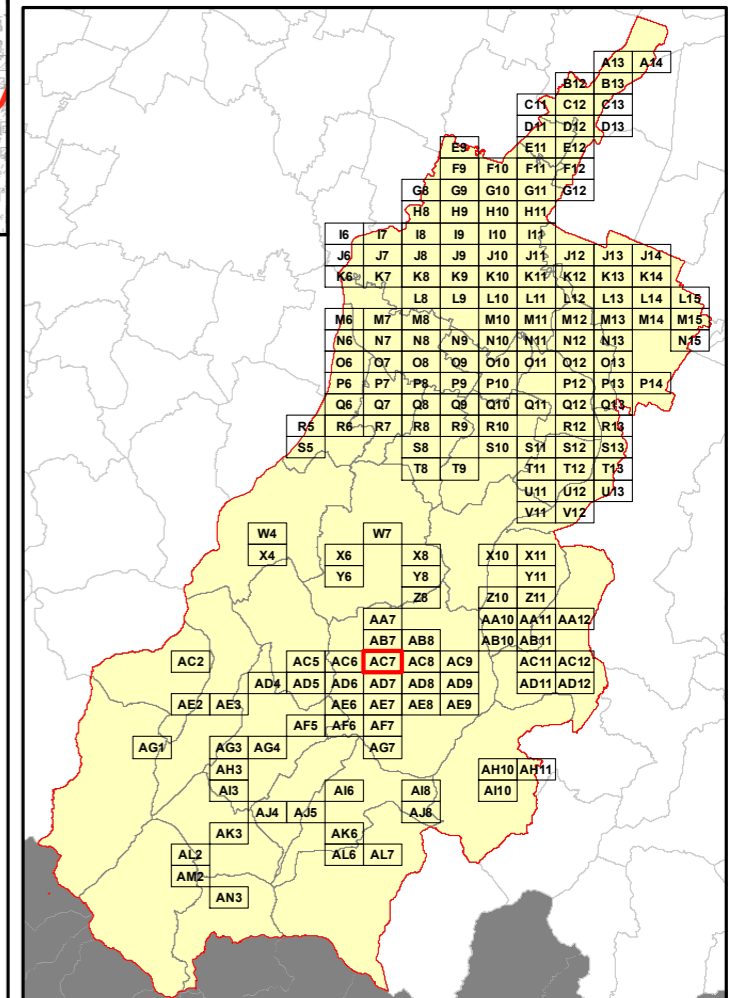 A13 A14
B12 B13
C11 C12 C13
D11 D12 D13
E9 E11 E12
F9 F10 F11 F12
G8 G9 G10 G11 G12
H8 H9 H10 H11
I6 I7 I8 I9 I10 I11
J6 J7 J8 J9 J10 J11 J12 J13 J14
K6 K7 K8 K9 K10 K11 K12 K13 K14
L8 L9 L10 L11 L12 L13 L14 L15
M6 M7 M8 M10 M11 M12 M13 M14 M15
N6 N7 N8 N9 N10 N11 N12 N13 N15
O6 O7 O8 O9 O10 O11 O12 O13
P6 P7 P8 P9 P10 P12 P13 P14
Q6 Q7 Q8 Q9 Q10 Q11 Q12 Q13
R5 R6 R7 R8 R9 R10 R12 R13
S5 S8 S10 S11 S12 S13
T8 T9 T11 T12 T13
U11 U12 U13
V11 V12
W4 W7
X4 X6 X8 X10 X11
Y6 Y8 Y11
Z8 Z10 Z11
AA7 AA10 AA11 AA12
AB7 AB8 AB10 AB11
AC2 AC5 AC6 AC7 AC8 AC9 AC11 AC12
AD4 AD5 AD6 AD7 AD8 AD9 AD11 AD12
AE2 AE3 AE6 AE7 AE8 AE9
AF5 AF6 AF7
AG1 AG3 AG4 AG7
AH3 AH10 AH11
AI3 AI6 AI8 AI10
AJ4 AJ5 AJ8
AK3 AK6
AL2 AL6 AL7
AM2
AN3